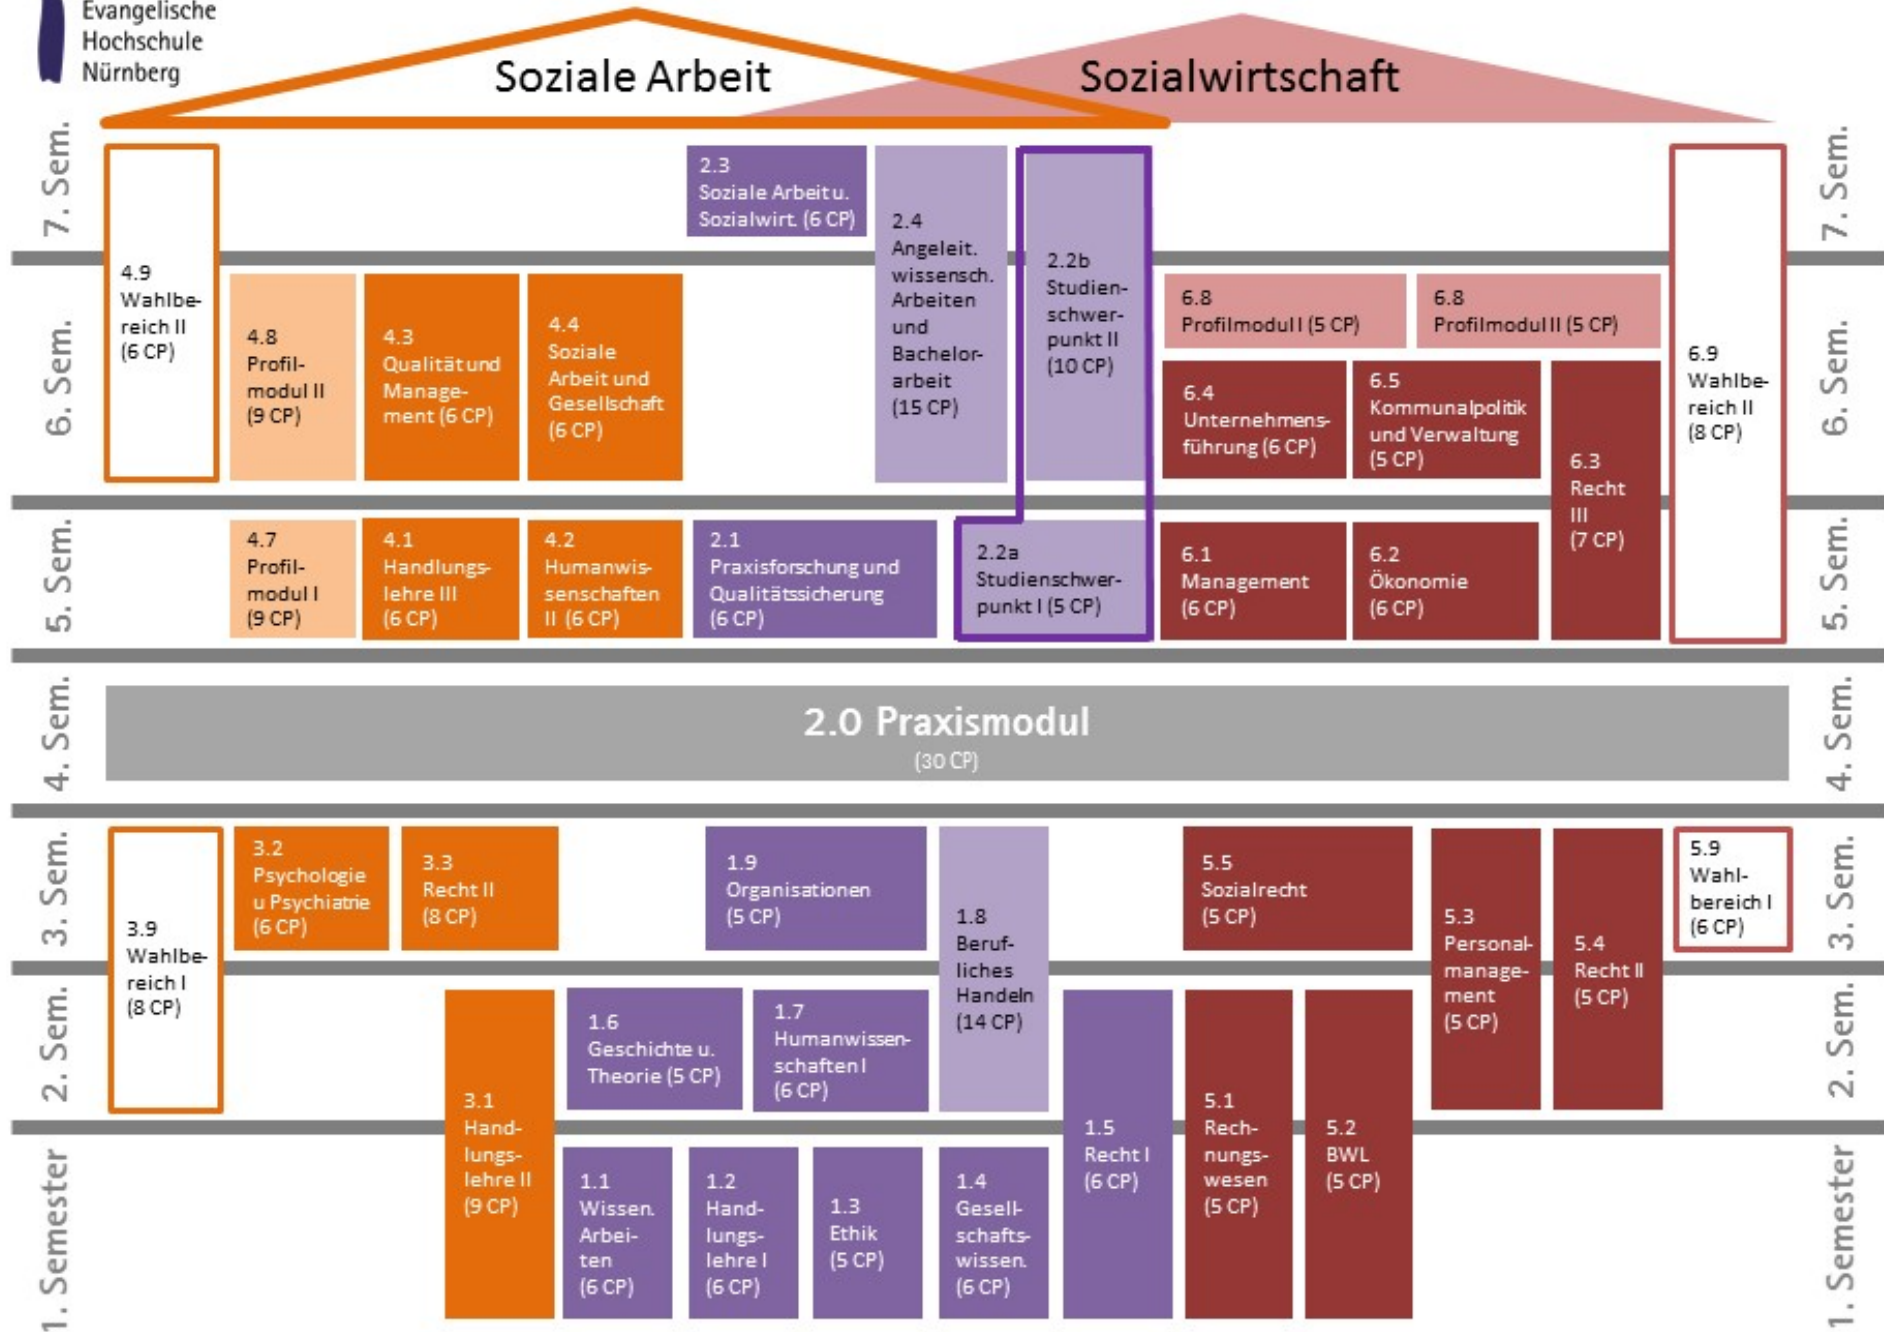 Evangelische
Hochschule
Nürnberg
Soziale Arbeit
Sozialwirtschaft
7. Sem.
7. Sem.
2.3
Soziale Arbeit u.
Sozialwirt. (6 CP)
2.4
Angeleit.
wissensch.
Arbeiten
und
Bachelor-
arbeit
(15 CP)
2.2b
Studien-
schwer-
punkt II
(10 CP)
4.9
Wahlbe-
reich II
(6 CP)
6. Sem.
6. Sem.
4.8
Profil-
modul II
(9 CP)
4.3
Qualität und
Manage-
ment (6 CP)
4.4
Soziale
Arbeit und
Gesellschaft
(6 CP)
6.8
Profilmodul I (5 CP)
6.8
Profilmodul II (5 CP)
6.4
Unternehmens-
führung (6 CP)
6.5
Kommunalpolitik
und Verwaltung
(5 CP)
6.3
Recht
III
(7 CP)
6.9
Wahlbe-
reich II
(8 CP)
5. Sem.
5. Sem.
4.7
Profil-
modul I
(9 CP)
4.1
Handlungs-
lehre III
(6 CP)
4.2
Humanwis-
senschaften
II (6 CP)
2.1
Praxisforschung und
Qualitätssicherung
(6 CP)
2.2a
Studienschwer-
punkt I (5 CP)
6.1
Management
(6 CP)
6.2
Ökonomie
(6 CP)
4. Sem.
4. Sem.
2.0 Praxismodul
(30 CP)
3. Sem.
3. Sem.
3.9
Wahlbe-
reich I
(8 CP)
3.2
Psychologie
u Psychiatrie
(6 CP)
3.3
Recht II
(8 CP)
1.9
Organisationen
(5 CP)
1.8
Beruf-
liches
Handeln
(14 CP)
5.5
Sozialrecht
(5 CP)
5.3
Personal-
manage-
ment
(5 CP)
5.4
Recht II
(5 CP)
5.9
Wahl-
bereich I
(6 CP)
2. Sem.
2. Sem.
3.1
Hand-
lungs-
lehre II
(9 CP)
1.6
Geschichte u.
Theorie (5 CP)
1.7
Humanwissen-
schaften I
(6 CP)
1.5
Recht I
(6 CP)
5.1
Rech-
nungs-
wesen
(5 CP)
5.2
BWL
(5 CP)
1. Semester
1. Semester
1.1
Wissen.
Arbei-
ten
(6 CP)
1.2
Hand-
lungs-
lehre I
(6 CP)
1.3
Ethik
(5 CP)
1.4
Gesell-
schafts-
wissen.
(6 CP)